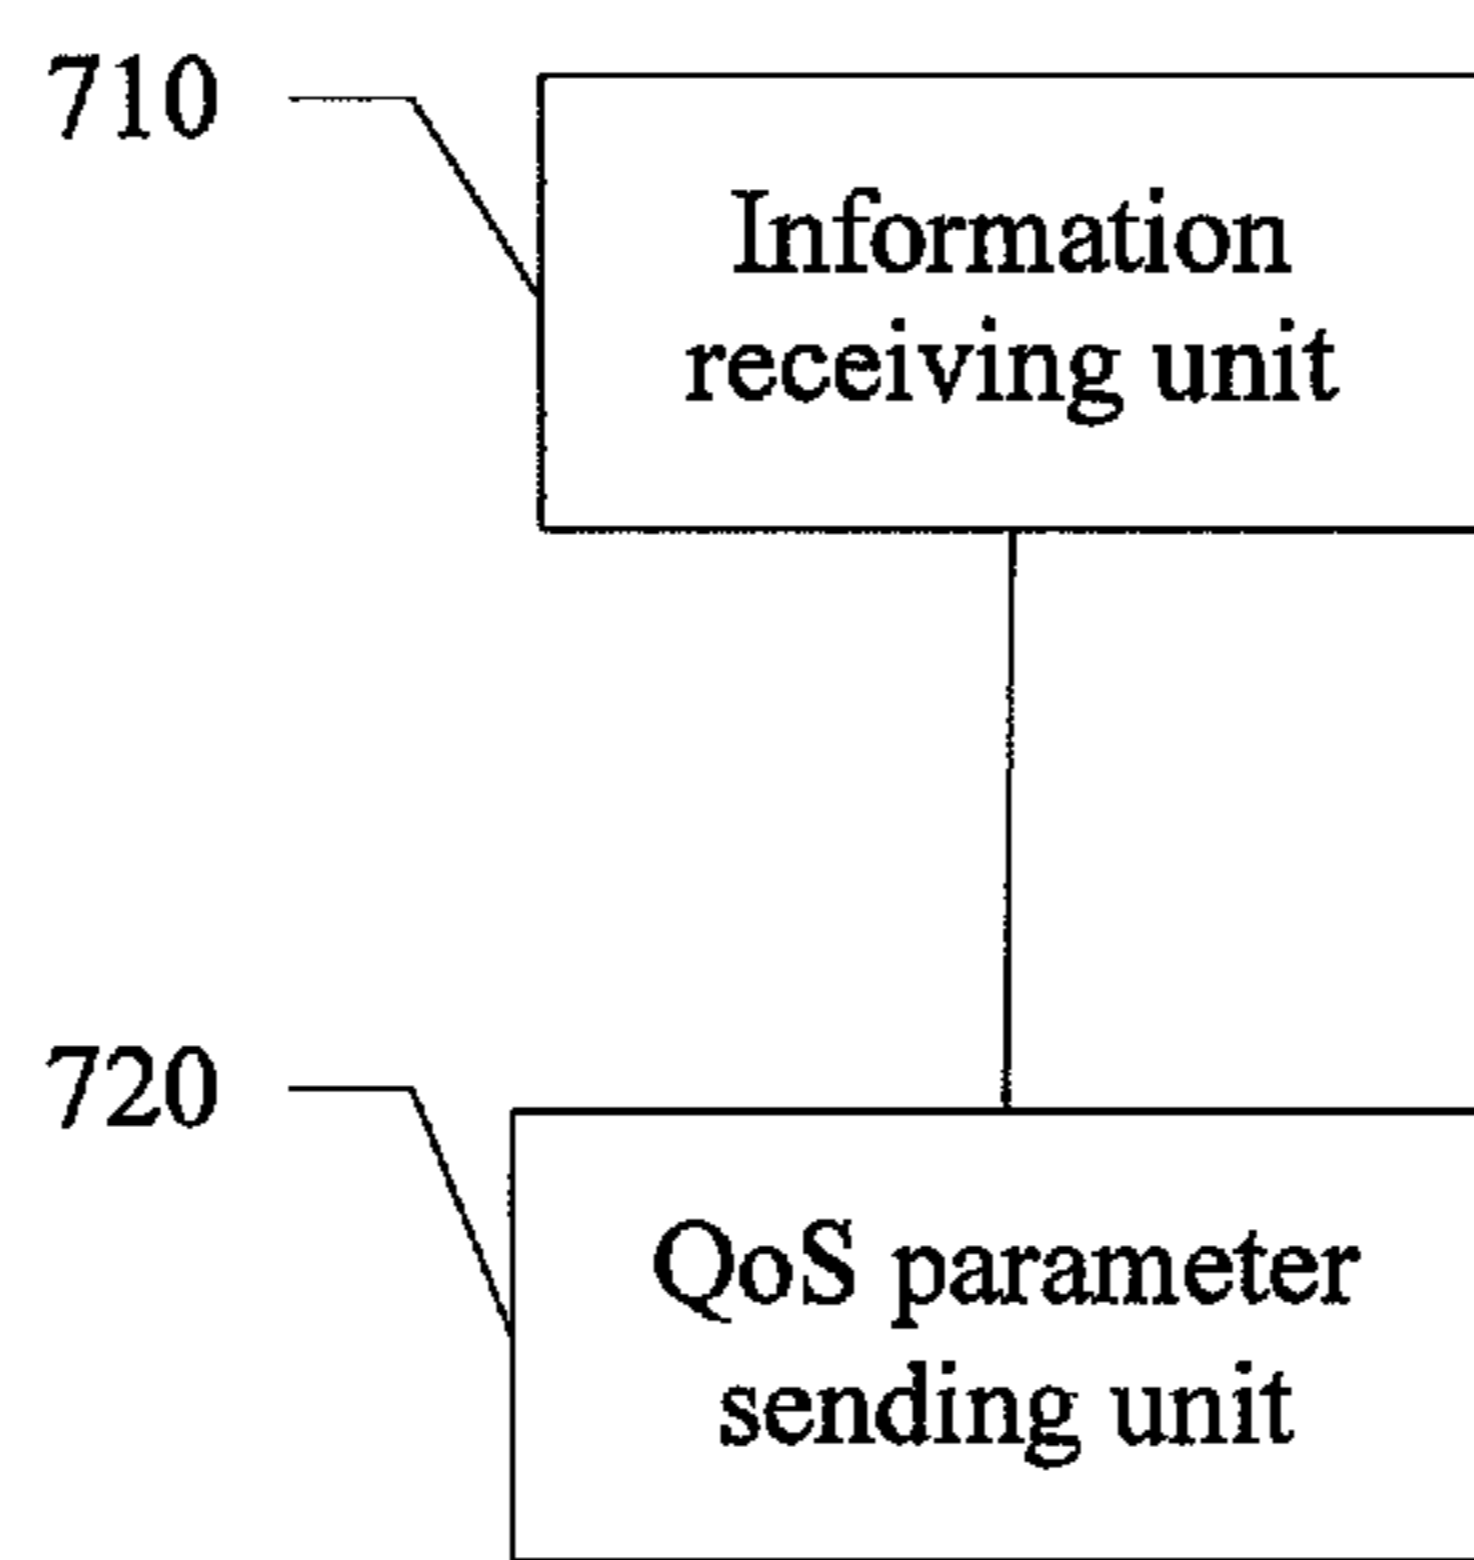 710
Information
receiving unit
720
QoS parameter
sending unit